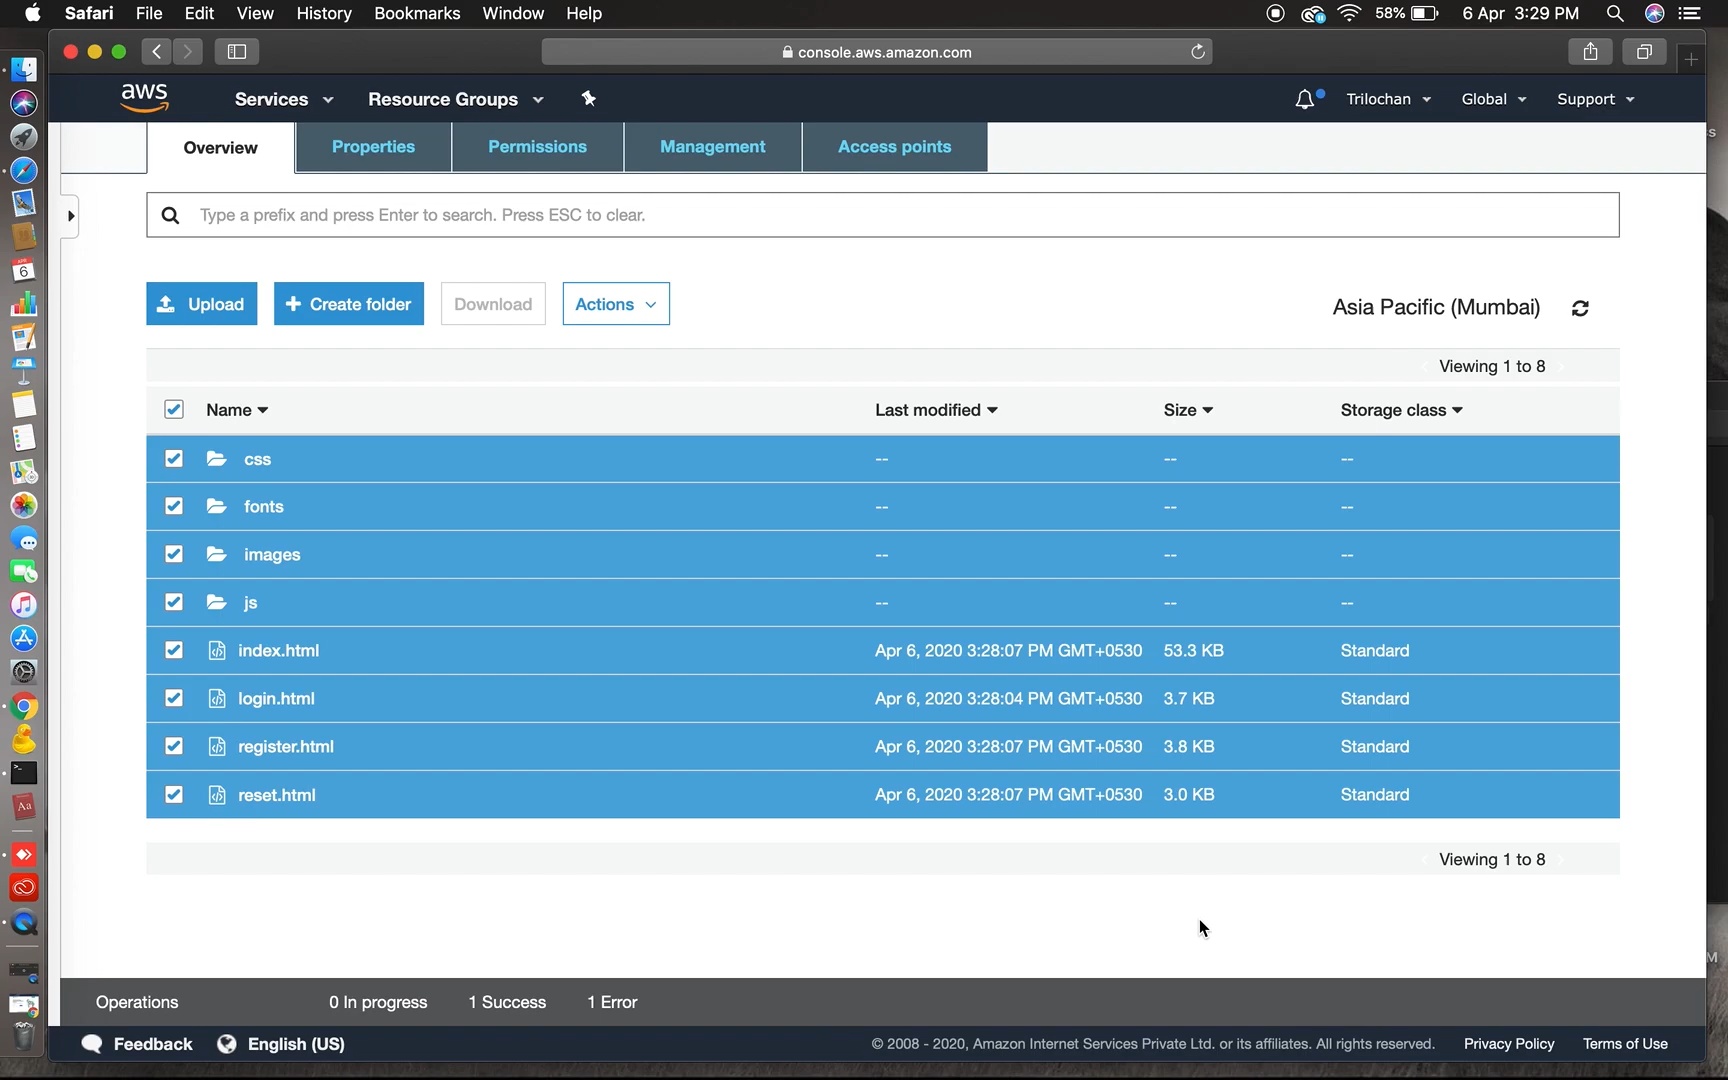 Safari File Edit View History Bookmarks Window Help 58% 6 Apr 3:29 PM
console.aws.amazon.com
aws Services Resource Groups Trilochan Global Support
Overview Properties Permissions Management Access points
Type a prefix and press Enter to search. Press ESC to clear.
Upload + Create folder Download Actions Asia Pacific (Mumbai)
Viewing 1 to 8
Name Last modified Size Storage class
css -- -- --
fonts -- -- --
images -- -- --
js -- -- --
index.html Apr 6, 2020 3:28:07 PM GMT+0530 53.3 KB Standard
login.html Apr 6, 2020 3:28:04 PM GMT+0530 3.7 KB Standard
register.html Apr 6, 2020 3:28:07 PM GMT+0530 3.8 KB Standard
reset.html Apr 6, 2020 3:28:07 PM GMT+0530 3.0 KB Standard
Viewing 1 to 8
Operations 0 In progress 1 Success 1 Error
Feedback English (US) © 2008 - 2020, Amazon Internet Services Private Ltd. or its affiliates. All rights reserved. Privacy Policy Terms of Use